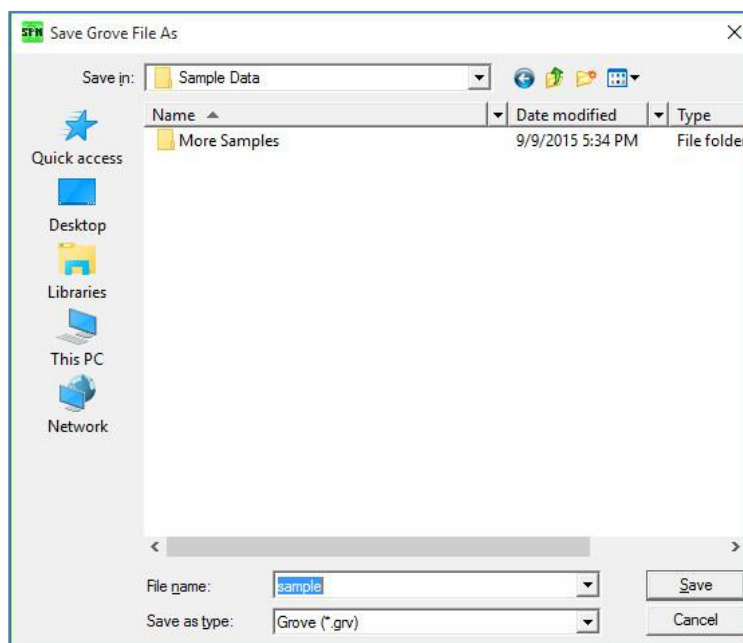 SPM Save Grove File As
Save in: Sample Data
Name Date modified Type
More Samples 9/9/2015 5:34 PM File folder
Quick access
Desktop
Libraries
This PC
Network
File name: sample Save
Save as type: Grove (*.grv) Cancel